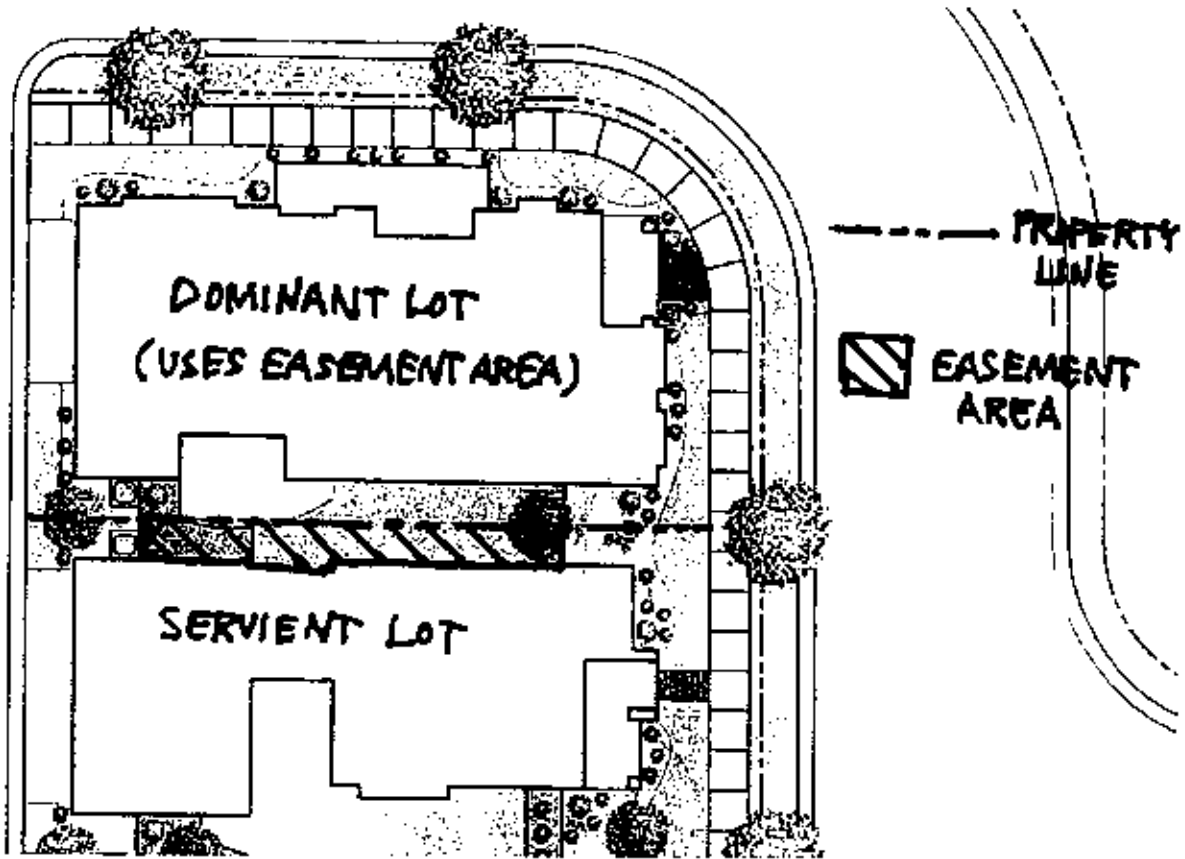 DOMINANT LOT
(USES EASEMENT AREA)
SERVIENT LOT
PROPERTY
LINE
EASEMENT
AREA